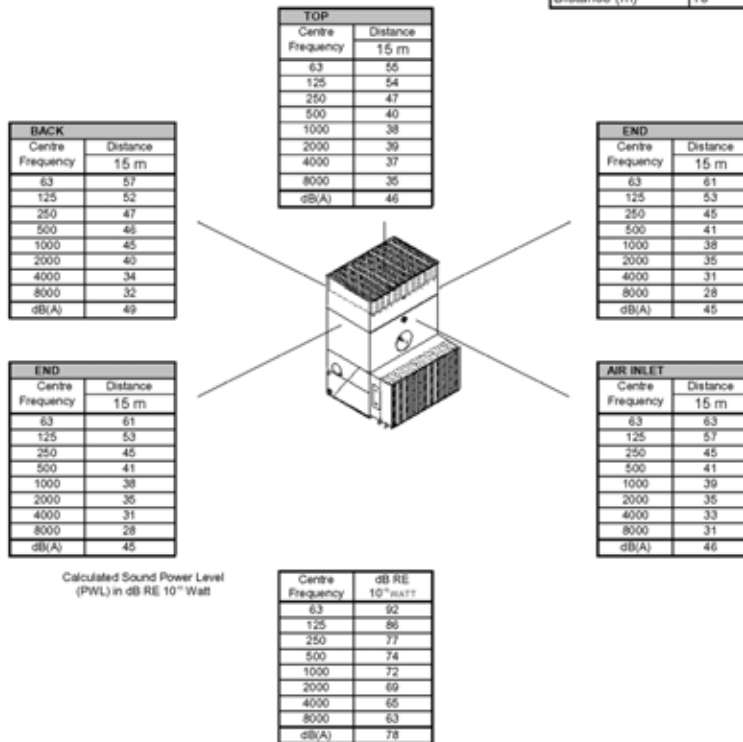 Distance (m) 15
TOP
Centre Frequency Distance
15 m
63 55
125 54
250 47
500 40
1000 38
2000 39
4000 37
8000 35
dB(A) 46
BACK
Centre Frequency Distance
15 m
63 57
125 52
250 47
500 46
1000 45
2000 40
4000 34
8000 32
dB(A) 49
END
Centre Frequency Distance
15 m
63 61
125 53
250 45
500 41
1000 38
2000 35
4000 31
8000 28
dB(A) 45
END
Centre Frequency Distance
15 m
63 61
125 53
250 45
500 41
1000 38
2000 35
4000 31
8000 28
dB(A) 45
AIR INLET
Centre Frequency Distance
15 m
63 63
125 57
250 45
500 41
1000 39
2000 35
4000 33
8000 31
dB(A) 46
Calculated Sound Power Level
(PWL) in dB RE 10 Watt
Centre Frequency dB RE
10 WATT
63 92
125 86
250 77
500 74
1000 72
2000 69
4000 65
8000 63
dB(A) 78